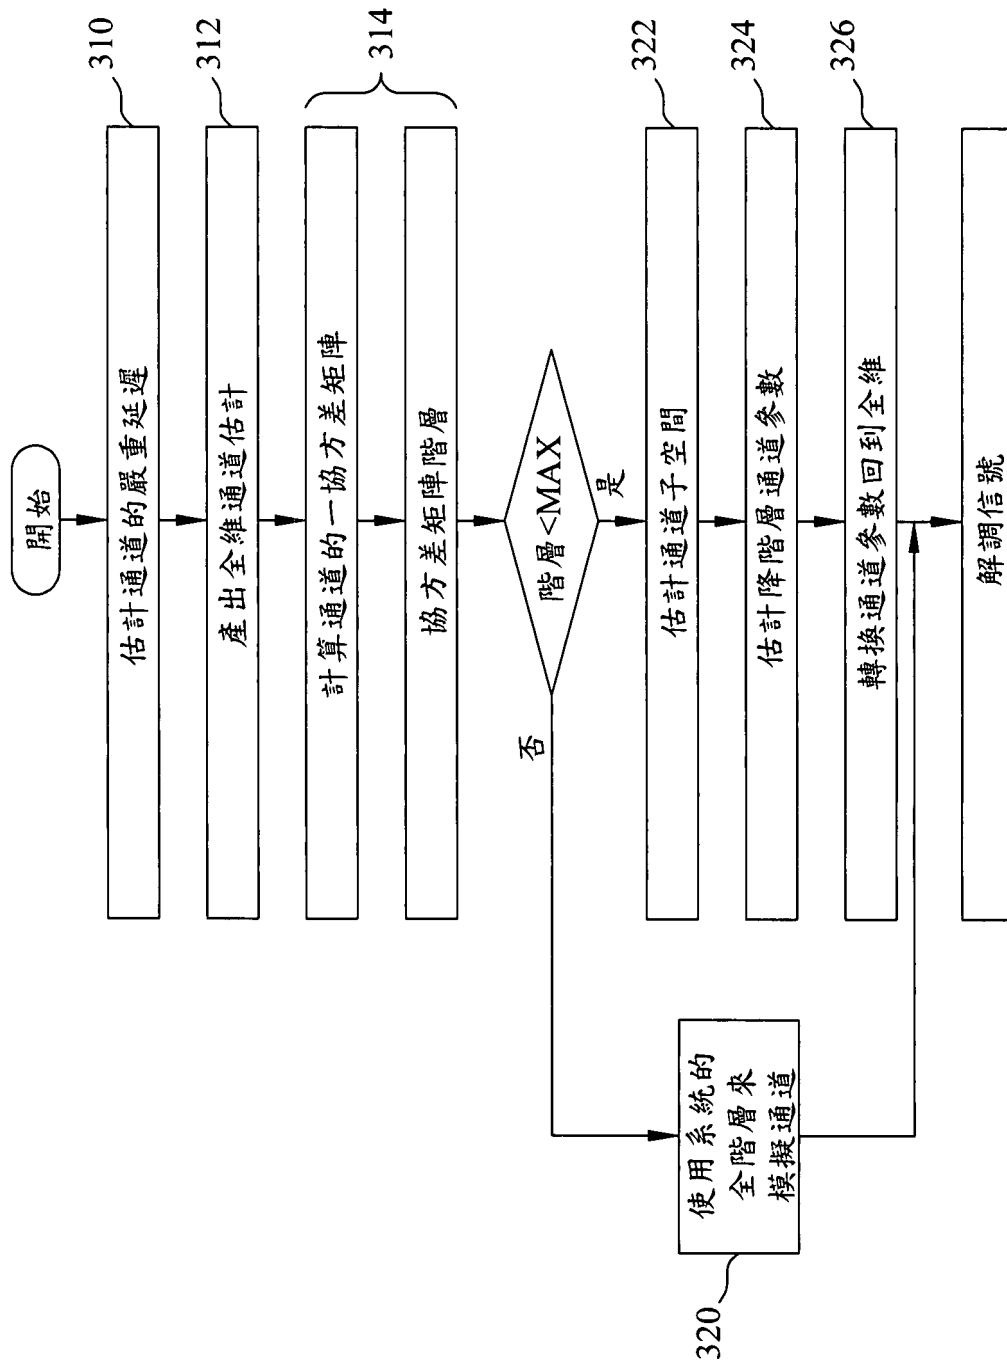 開始
估計通道的嚴重延遲
310
產出全維通道估計
312
計算通道的一協方差矩陣
314
協方差矩陣階層
階層<MAX
否
是
使用系統的
全階層來
模擬通道
320
估計通道子空間
322
估計降階層通道參數
324
轉換通道參數回到全維
326
解調信號